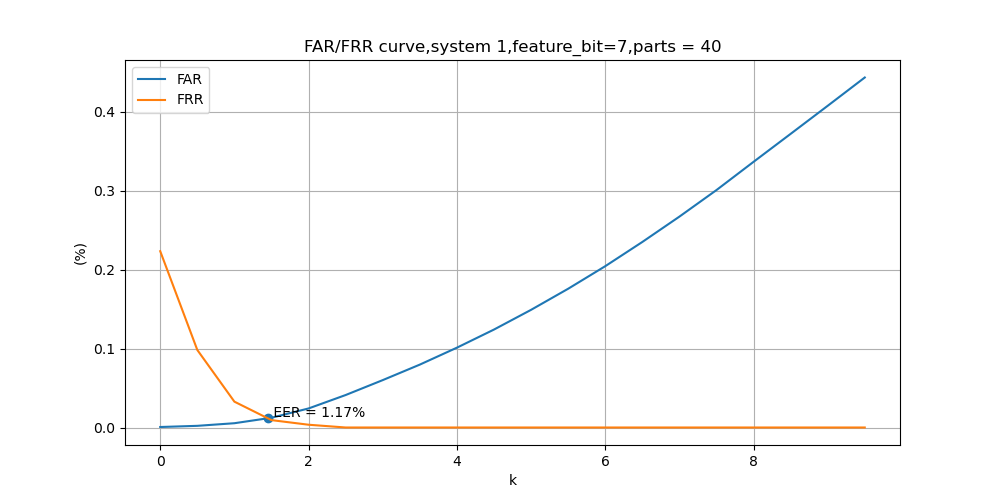 FAR/FRR curve,system 1,feature_bit=7,parts = 40
FAR
FRR
(%)
0.4
0.3
0.2
0.1
0.0
EER = 1.17%
0
2
4
6
8
k